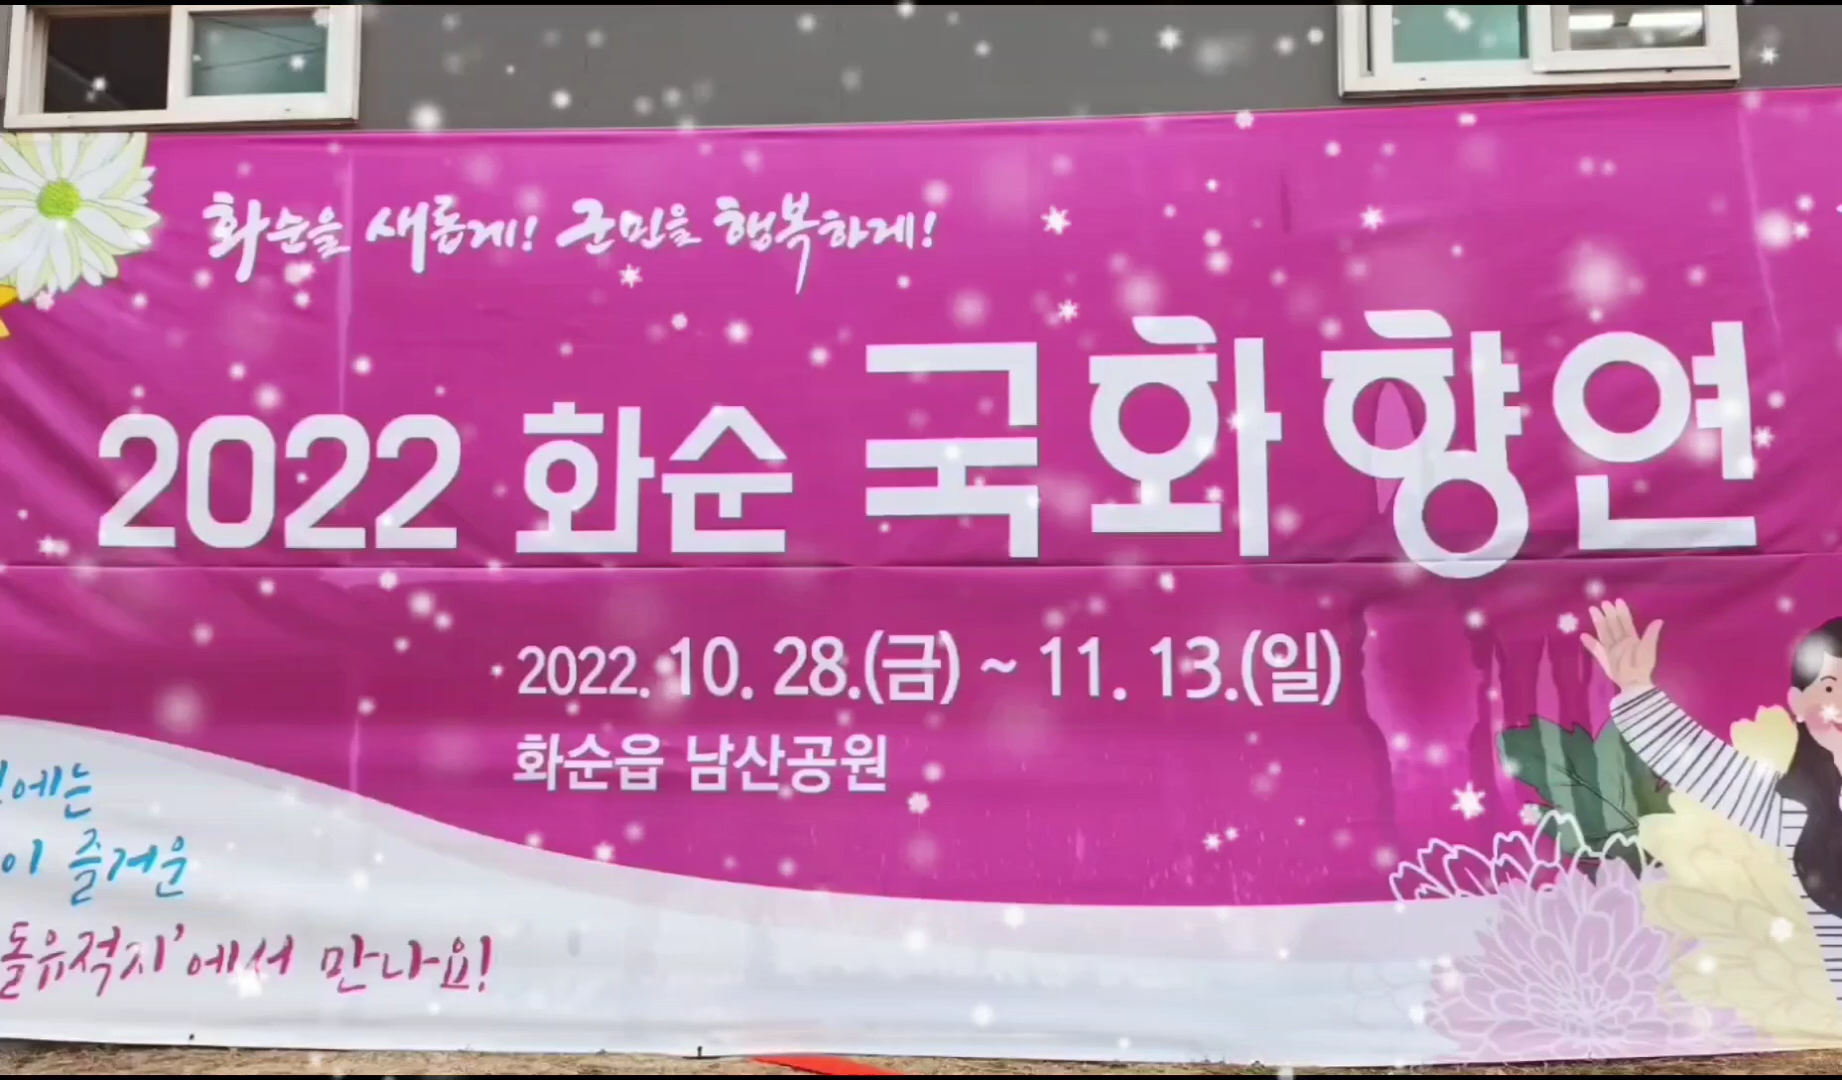 화순을 새롭게! 군민을 행복하게!
2022 화순 국화향연
2022. 10. 28.(금) ~ 11. 13.(일)
화순읍 남산공원
에는
이 즐거운
돌유적지'에서 만나요!